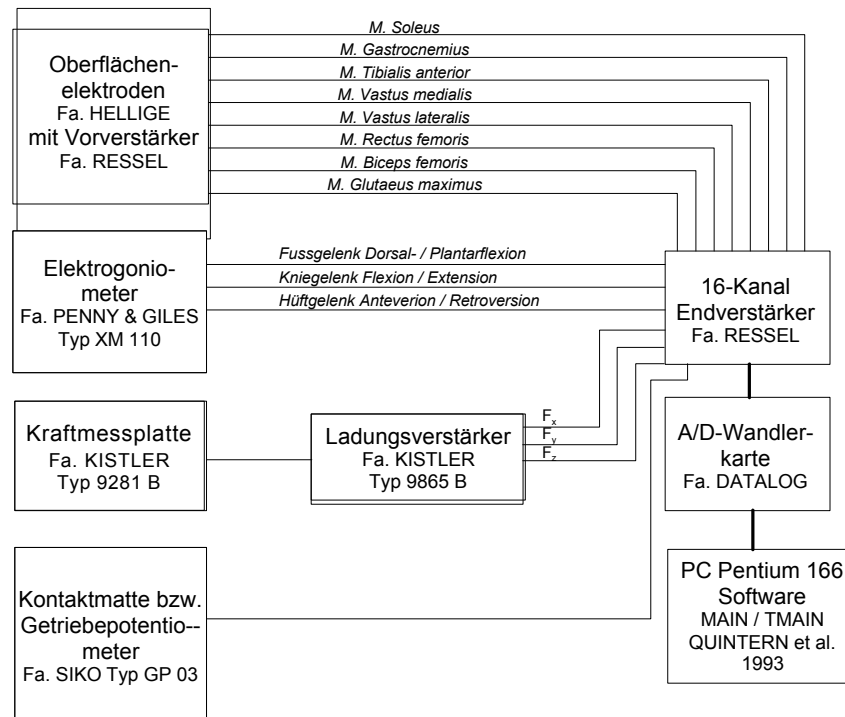 Oberflächen-
elektroden
Fa. HELLIGE
mit Vorverstärker
Fa. RESSEL
M. Soleus
M. Gastrocnemius
M. Tibialis anterior
M. Vastus medialis
M. Vastus lateralis
M. Rectus femoris
M. Biceps femoris
M. Glutaeus maximus
Elektrogonio-
meter
Fa. PENNY & GILES
Typ XM 110
Fussgelenk Dorsal- / Plantarflexion
Kniegelenk Flexion / Extension
Hüftgelenk Anteverion / Retroversion
16-Kanal
Endverstärker
Fa. RESSEL
Kraftmessplatte
Fa. KISTLER
Typ 9281 B
Ladungsverstärker
Fa. KISTLER
Typ 9865 B
Fx
Fy
Fz
A/D-Wandler-
karte
Fa. DATALOG
Kontaktmatte bzw.
Getriebepotentio--
meter
Fa. SIKO Typ GP 03
PC Pentium 166
Software
MAIN / TMAIN
QUINTERN et al.
1993